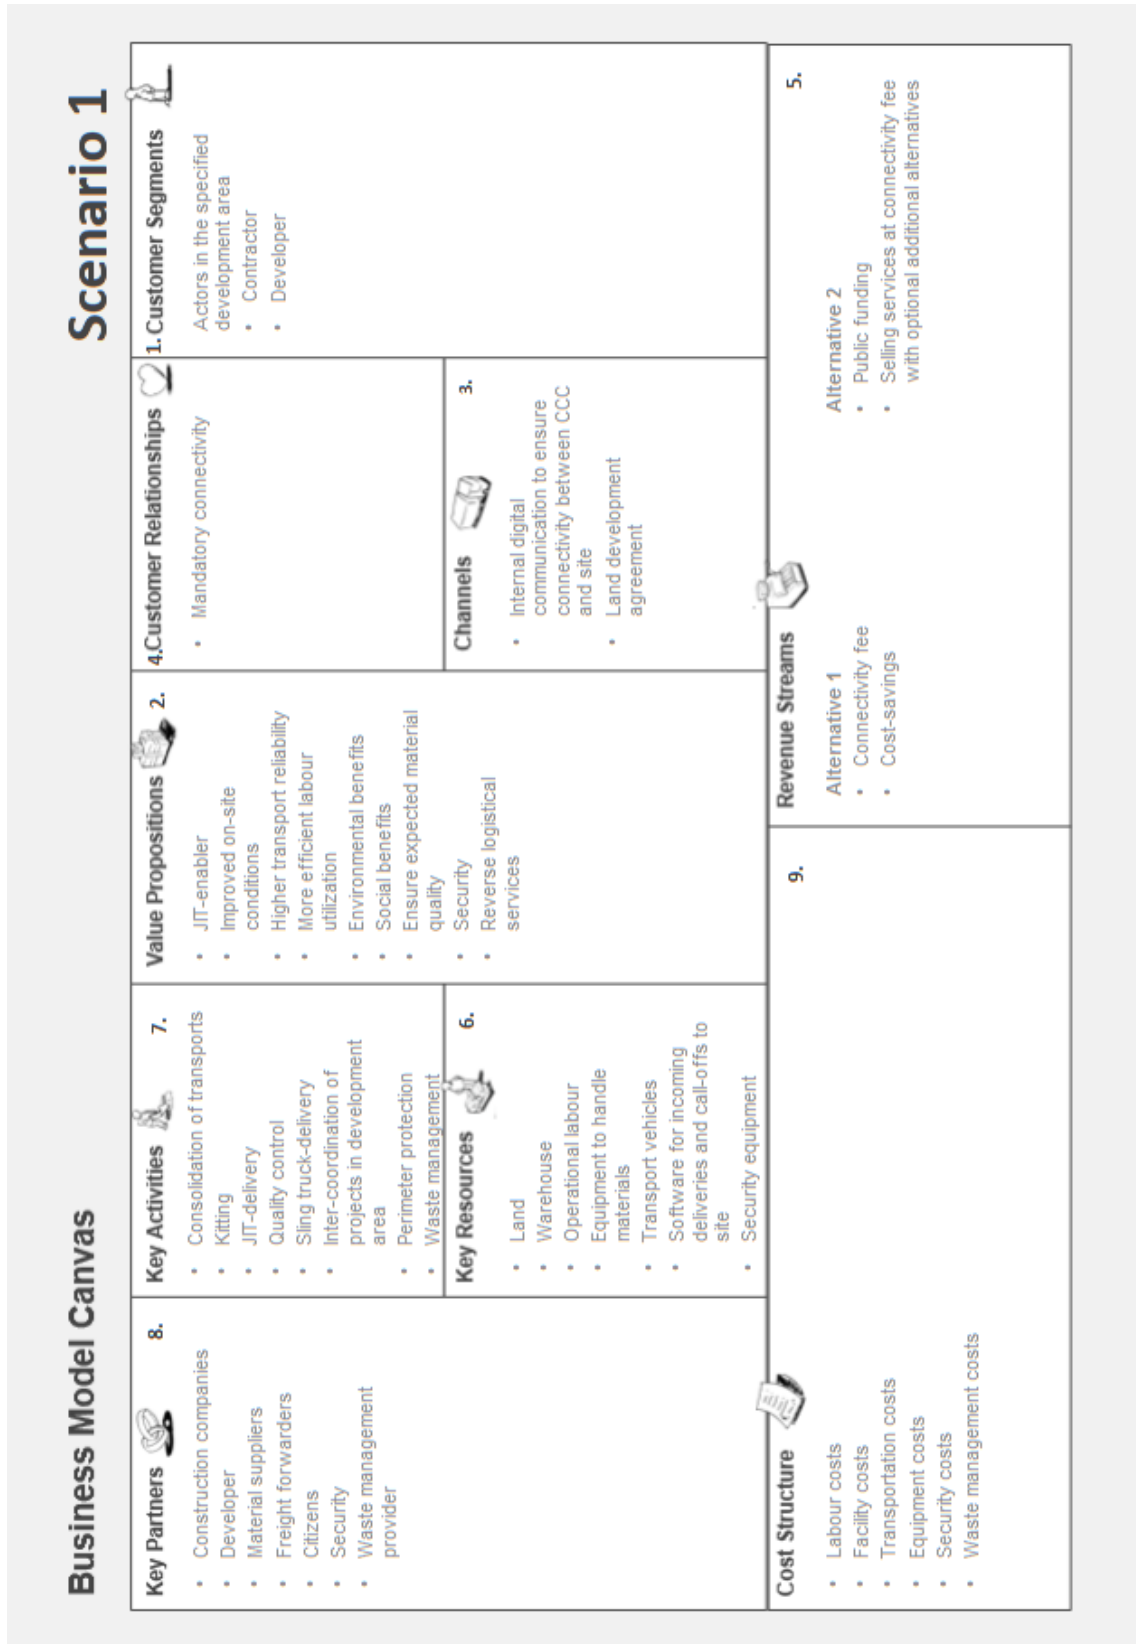 Business Model Canvas
Scenario 1
Key Partners
8.
• Construction companies
• Developer
• Material suppliers
• Freight forwarders
• Citizens
• Security
• Waste management
provider
Key Activities
7.
• Consolidation of transports
• Kitting
• JIT-delivery
• Quality control
• Sling truck-delivery
• Inter-coordination of
projects in development
area
• Perimeter protection
• Waste management
Key Resources
6.
• Land
• Warehouse
• Operational labour
• Equipment to handle
materials
• Transport vehicles
• Software for incoming
deliveries and call-offs to
site
• Security equipment
Value Propositions
2.
• JIT-enabler
• Improved on-site
conditions
• Higher transport reliability
• More efficient labour
utilization
• Environmental benefits
• Social benefits
• Ensure expected material
quality
• Security
• Reverse logistical
services
4.Customer Relationships
• Mandatory connectivity
Channels
3.
• Internal digital
communication to ensure
connectivity between CCC
and site
• Land development
agreement
1.Customer Segments
Actors in the specified
development area
• Contractor
• Developer
Cost Structure
9.
• Labour costs
• Facility costs
• Transportation costs
• Equipment costs
• Security costs
• Waste management costs
Revenue Streams
5.
Alternative 1
• Connectivity fee
• Cost-savings
Alternative 2
• Public funding
• Selling services at connectivity fee
with optional additional alternatives